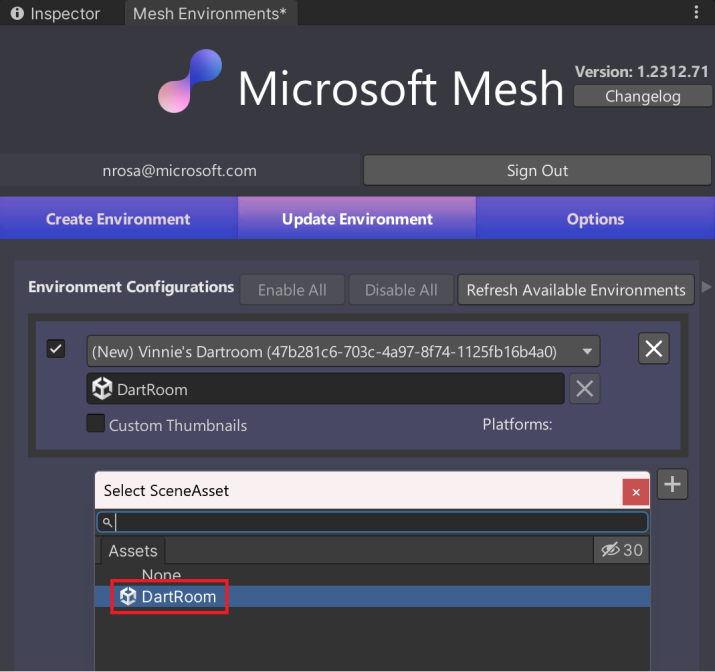 Inspector
Mesh Environments*
Microsoft Mesh
Version: 1.2312.71
Changelog
nrosa@microsoft.com
Sign Out
Create Environment
Update Environment
Options
Environment Configurations
Enable All
Disable All
Refresh Available Environments
(New) Vinnie's Dartroom (47b281c6-703c-4a97-8f74-1125fb16b4a0)
DartRoom
Custom Thumbnails
Platforms:
Select SceneAsset
Assets
30
None
DartRoom